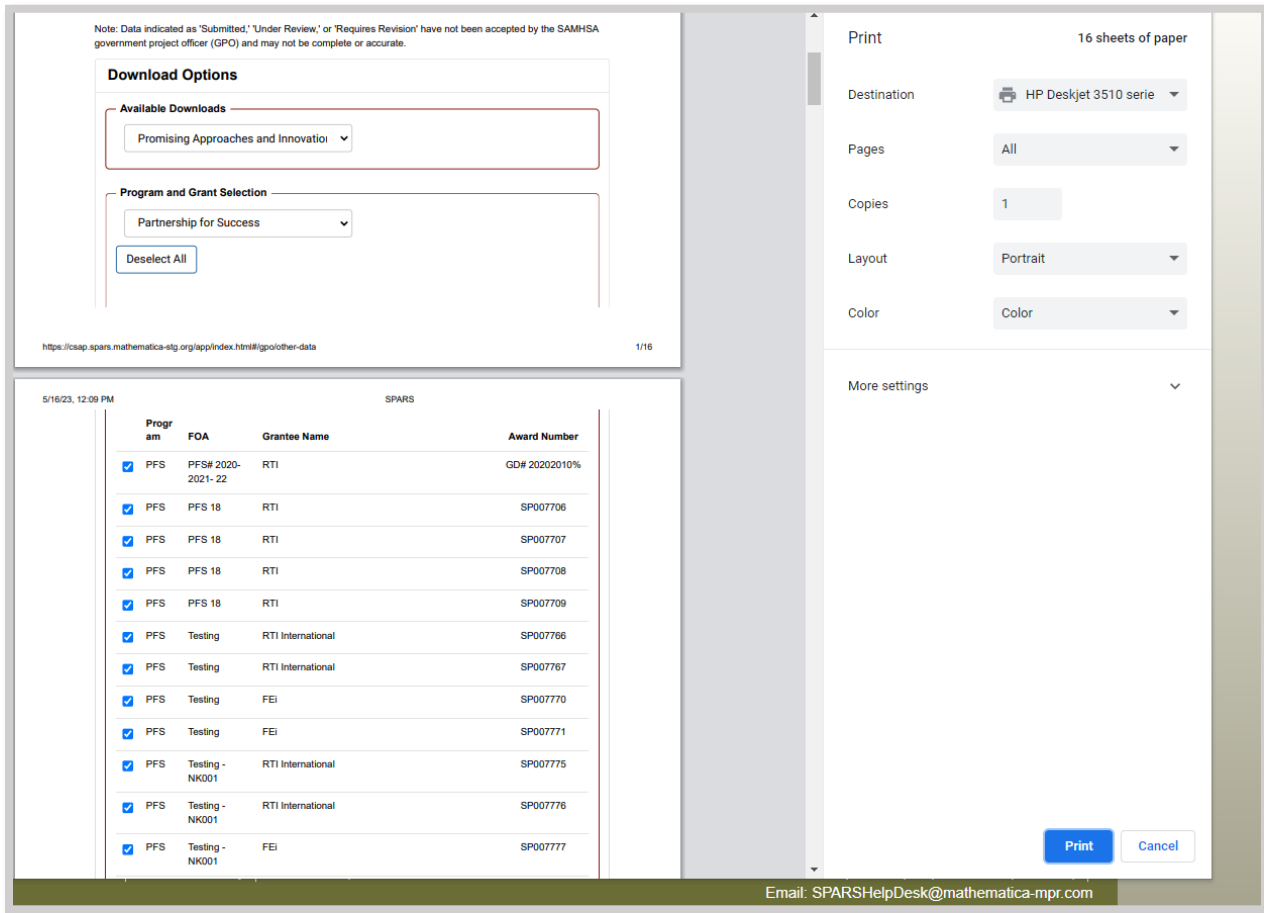 Note: Data indicated as 'Submitted,' 'Under Review,' or 'Requires Revision' have not been accepted by the SAMHSA
government project officer (GPO) and may not be complete or accurate.
Download Options
Available Downloads
Promising Approaches and Innovation
Program and Grant Selection
Partnership for Success
Deselect All
https://csap.spars.mathematica-stg.org/app/index.html#/gpo/other-data 1/16
5/16/23, 12:09 PM SPARS
Progr
am FOA Grantee Name Award Number
PFS PFS# 2020- RTI GD# 20202010%
2021- 22
PFS PFS 18 RTI SP007706
PFS PFS 18 RTI SP007707
PFS PFS 18 RTI SP007708
PFS PFS 18 RTI SP007709
PFS Testing RTI International SP007766
PFS Testing RTI International SP007767
PFS Testing FEi SP007770
PFS Testing FEi SP007771
PFS Testing - RTI International SP007775
NK001
PFS Testing - RTI International SP007776
NK001
PFS Testing - FEi SP007777
NK001
Print 16 sheets of paper
Destination HP Deskjet 3510 serie
Pages All
Copies 1
Layout Portrait
Color Color
More settings
Print Cancel
Email: SPARSHelpDesk@mathematica-mpr.com